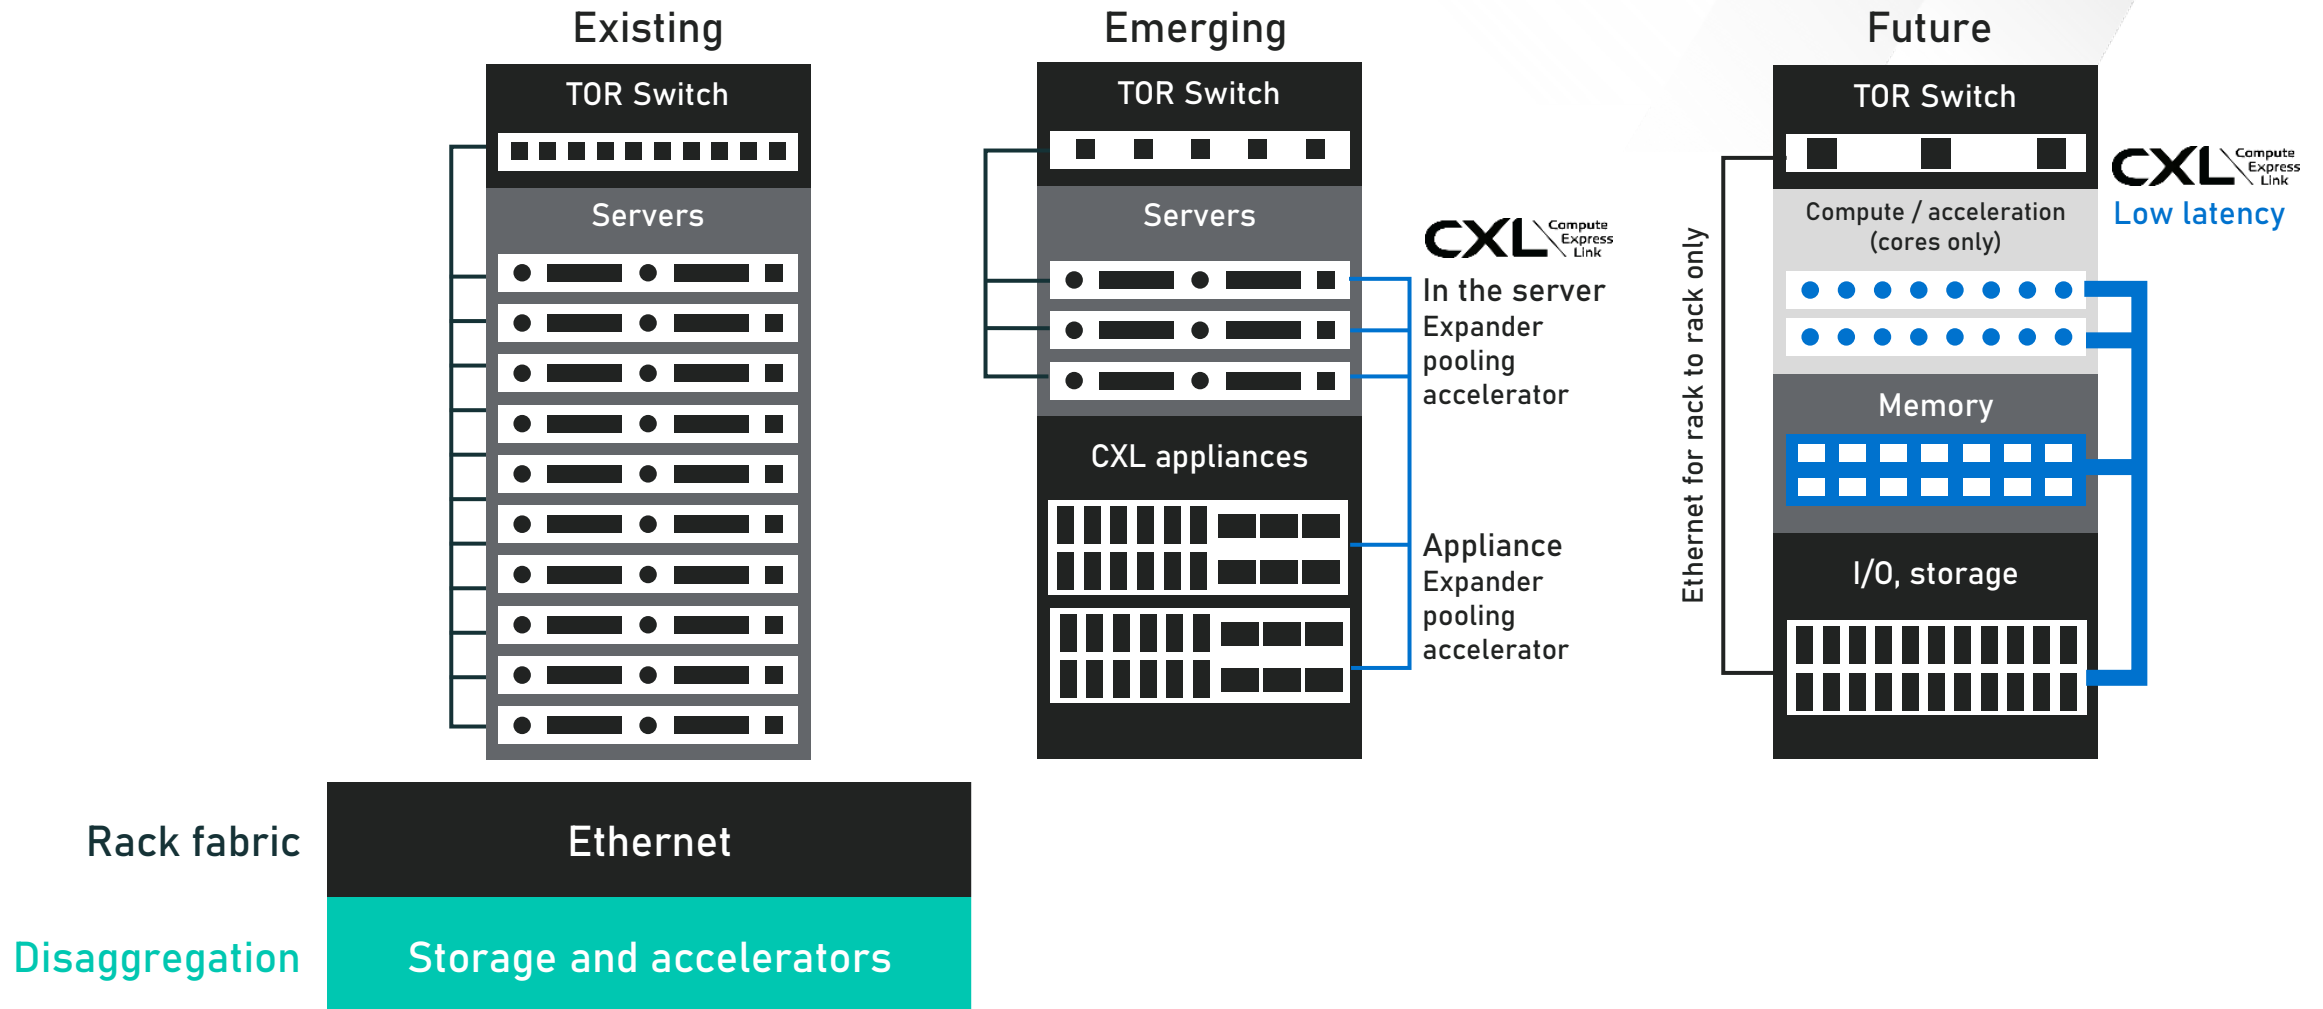 Existing
TOR Switch
Servers
Emerging
TOR Switch
Servers
CXL appliances
CXL Compute
Express
Link
In the server
Expander
pooling
accelerator
Appliance
Expander
pooling
accelerator
Future
TOR Switch
Compute / acceleration
(cores only)
Memory
I/O, storage
Ethernet for rack to rack only
CXL Compute
Express
Link
Low latency
Rack fabric
Ethernet
Disaggregation
Storage and accelerators